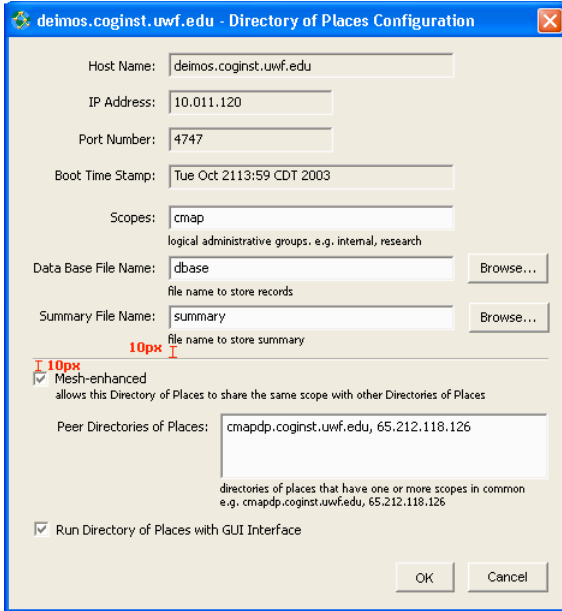 deimos.coginst.uwf.edu - Directory of Places Configuration
Host Name: deimos.coginst.uwf.edu
IP Address: 10.011.120
Port Number: 4747
Boot Time Stamp: Tue Oct 2113:59 CDT 2003
Scopes: cmap
logical administrative groups. e.g. internal, research
Data Base File Name: dbase Browse...
file name to store records
Summary File Name: summary Browse...
file name to store summary
10px
10px
Mesh-enhanced
allows this Directory of Places to share the same scope with other Directories of Places
Peer Directories of Places: cmapdp.coginst.uwf.edu, 65.212.118.126
directories of places that have one or more scopes in common
e.g. cmapdp.coginst.uwf.edu, 65.212.118.126
Run Directory of Places with GUI Interface
OK Cancel